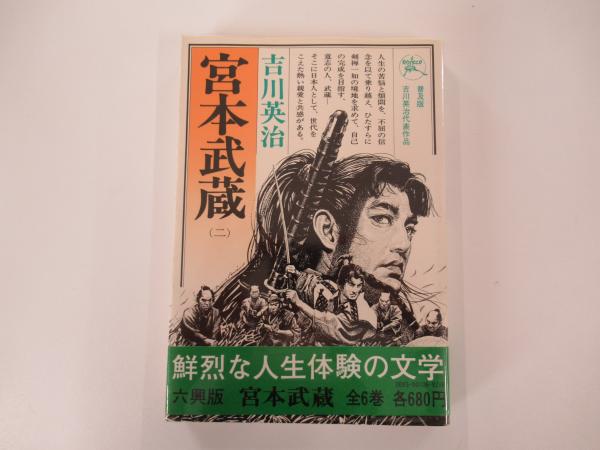 普及版
吉川英治代表作品
人生の苦悩と煩悶を、不屈の信
念を以て乗り越え、ひたすらに
剣禅一如の境地を求めて、自己
の完成を目指す、
意志の人、武蔵―
そこに日本人として、世代を
こえた熱い親愛と共感がある。
吉川英治
宮本武蔵
(二)
鮮烈な人生体験の文学
六興版 宮本武蔵 全6巻 各680円